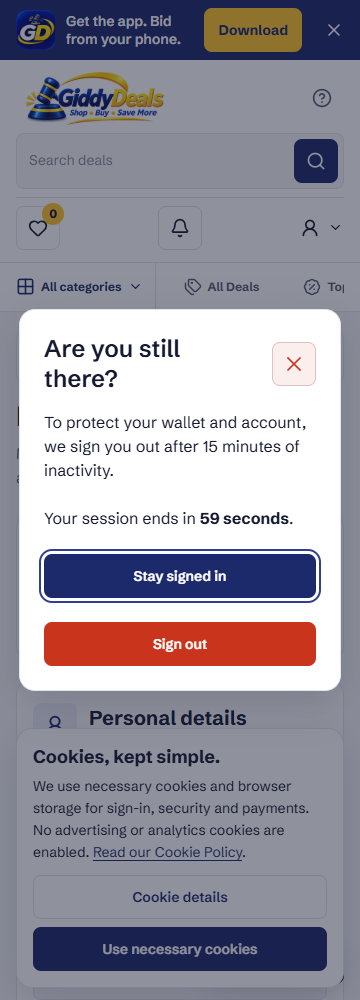 GD
Get the app. Bid
from your phone.
Download
GiddyDeals
Shop Buy Save More
Search deals
0
All categories
All Deals
Are you still
there?
To protect your wallet and account,
we sign you out after 15 minutes of
inactivity.
Your session ends in 59 seconds.
Stay signed in
Sign out
Personal details
Cookies, kept simple.
We use necessary cookies and browser
storage for sign-in, security and payments.
No advertising or analytics cookies are
enabled. Read our Cookie Policy.
Cookie details
Use necessary cookies